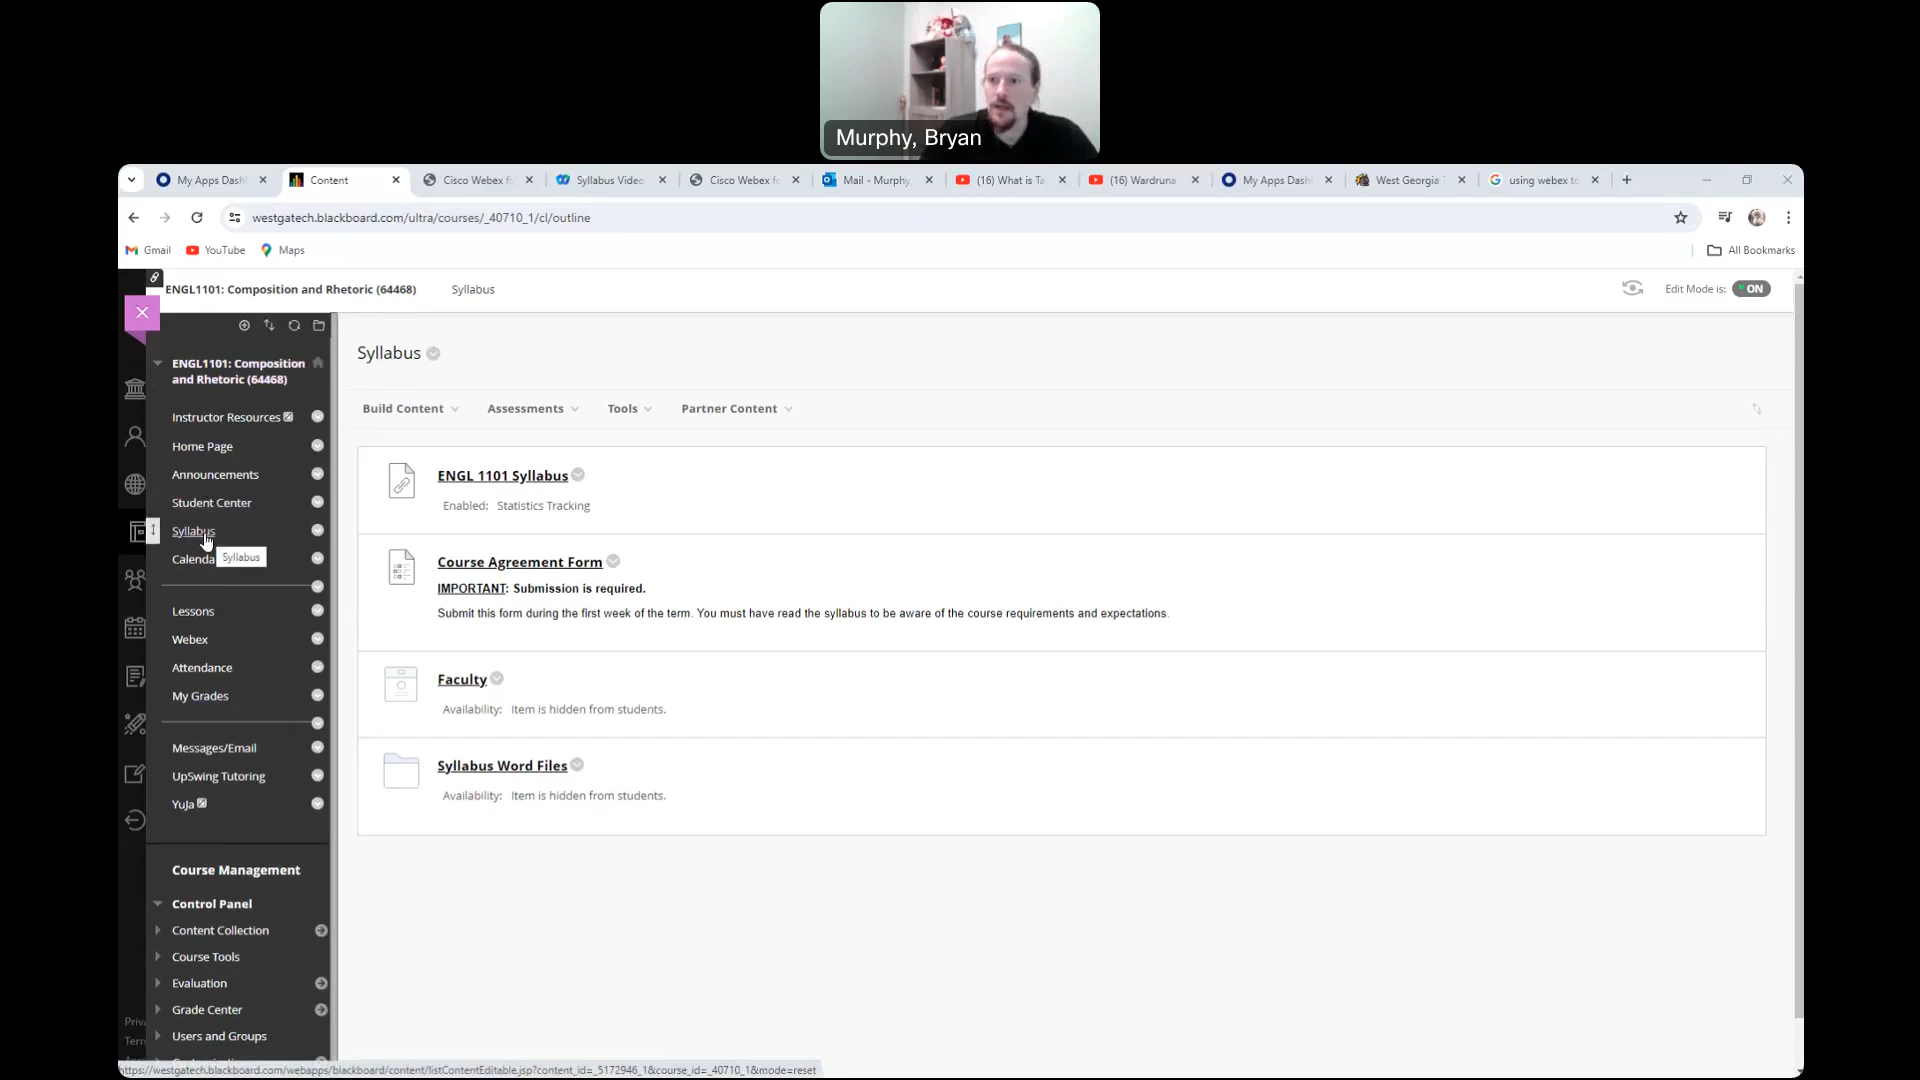 Murphy, Bryan
My Apps Dash
Content
Cisco Webex fo
Syllabus Video
Cisco Webex fo
Mail - Murphy,
(16) What is Ta
(16) Wardruna
My Apps Dash
West Georgia T
using webex to
westgatech.blackboard.com/ultra/courses/_40710_1/cl/outline
Gmail
YouTube
Maps
All Bookmarks
ENGL1101: Composition and Rhetoric (64468)
Syllabus
Edit Mode is:
ON
ENGL1101: Composition
and Rhetoric (64468)
Instructor Resources
Home Page
Announcements
Student Center
Syllabus
Calenda
Syllabus
Lessons
Webex
Attendance
My Grades
Messages/Email
UpSwing Tutoring
YuJa
Course Management
Control Panel
Content Collection
Course Tools
Evaluation
Grade Center
Users and Groups
Priva
Term
Syllabus
Build Content
Assessments
Tools
Partner Content
ENGL 1101 Syllabus
Enabled: Statistics Tracking
Course Agreement Form
IMPORTANT: Submission is required.
Submit this form during the first week of the term. You must have read the syllabus to be aware of the course requirements and expectations.
Faculty
Availability: Item is hidden from students.
Syllabus Word Files
Availability: Item is hidden from students.
https://westgatech.blackboard.com/webapps/blackboard/content/listContentEditable.jsp?content_id=_5172946_1&course_id=_40710_1&mode=reset